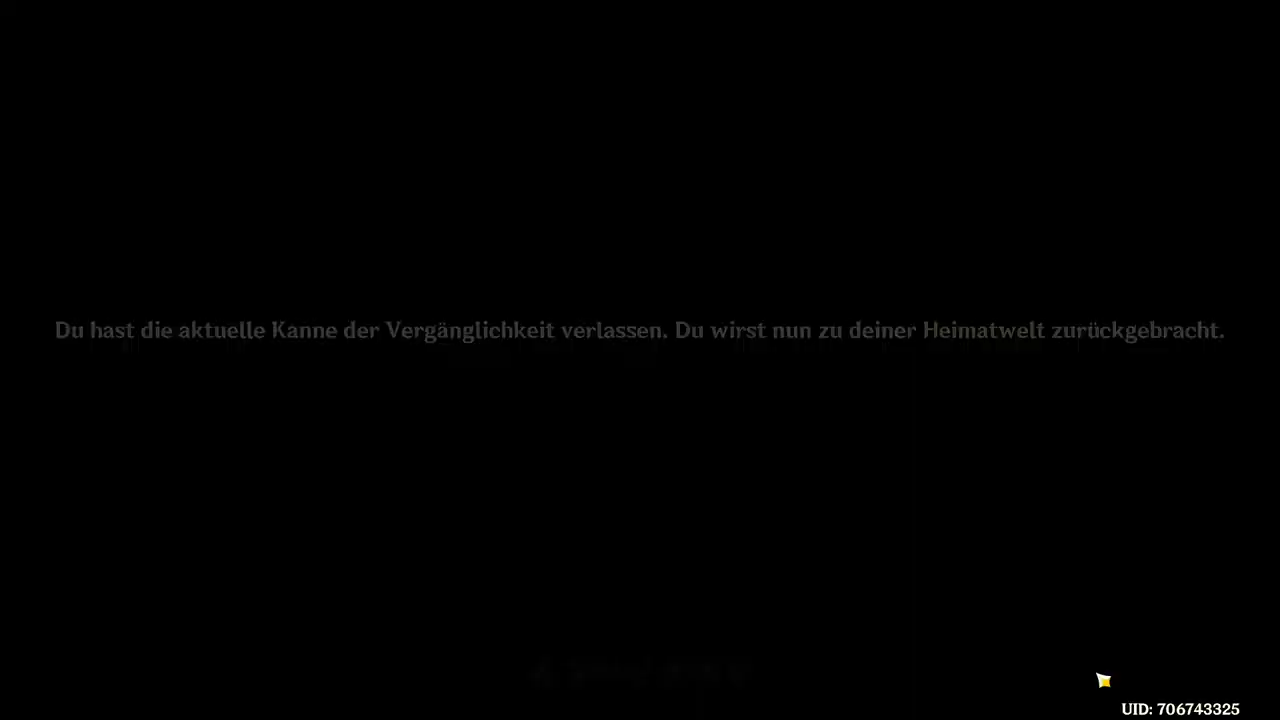 Du hast die aktuelle Kanne der Vergänglichkeit verlassen. Du wirst nun zu deiner Heimatwelt zurückgebracht.
UID: 706743325